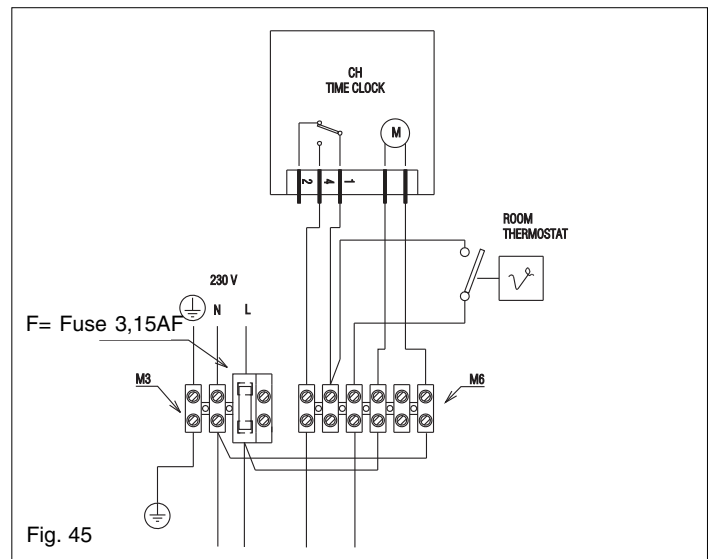 CH
TIME CLOCK
M
2 4 1
ROOM
THERMOSTAT
230 V
N L
F= Fuse 3,15AF
M3
M6
Fig. 45